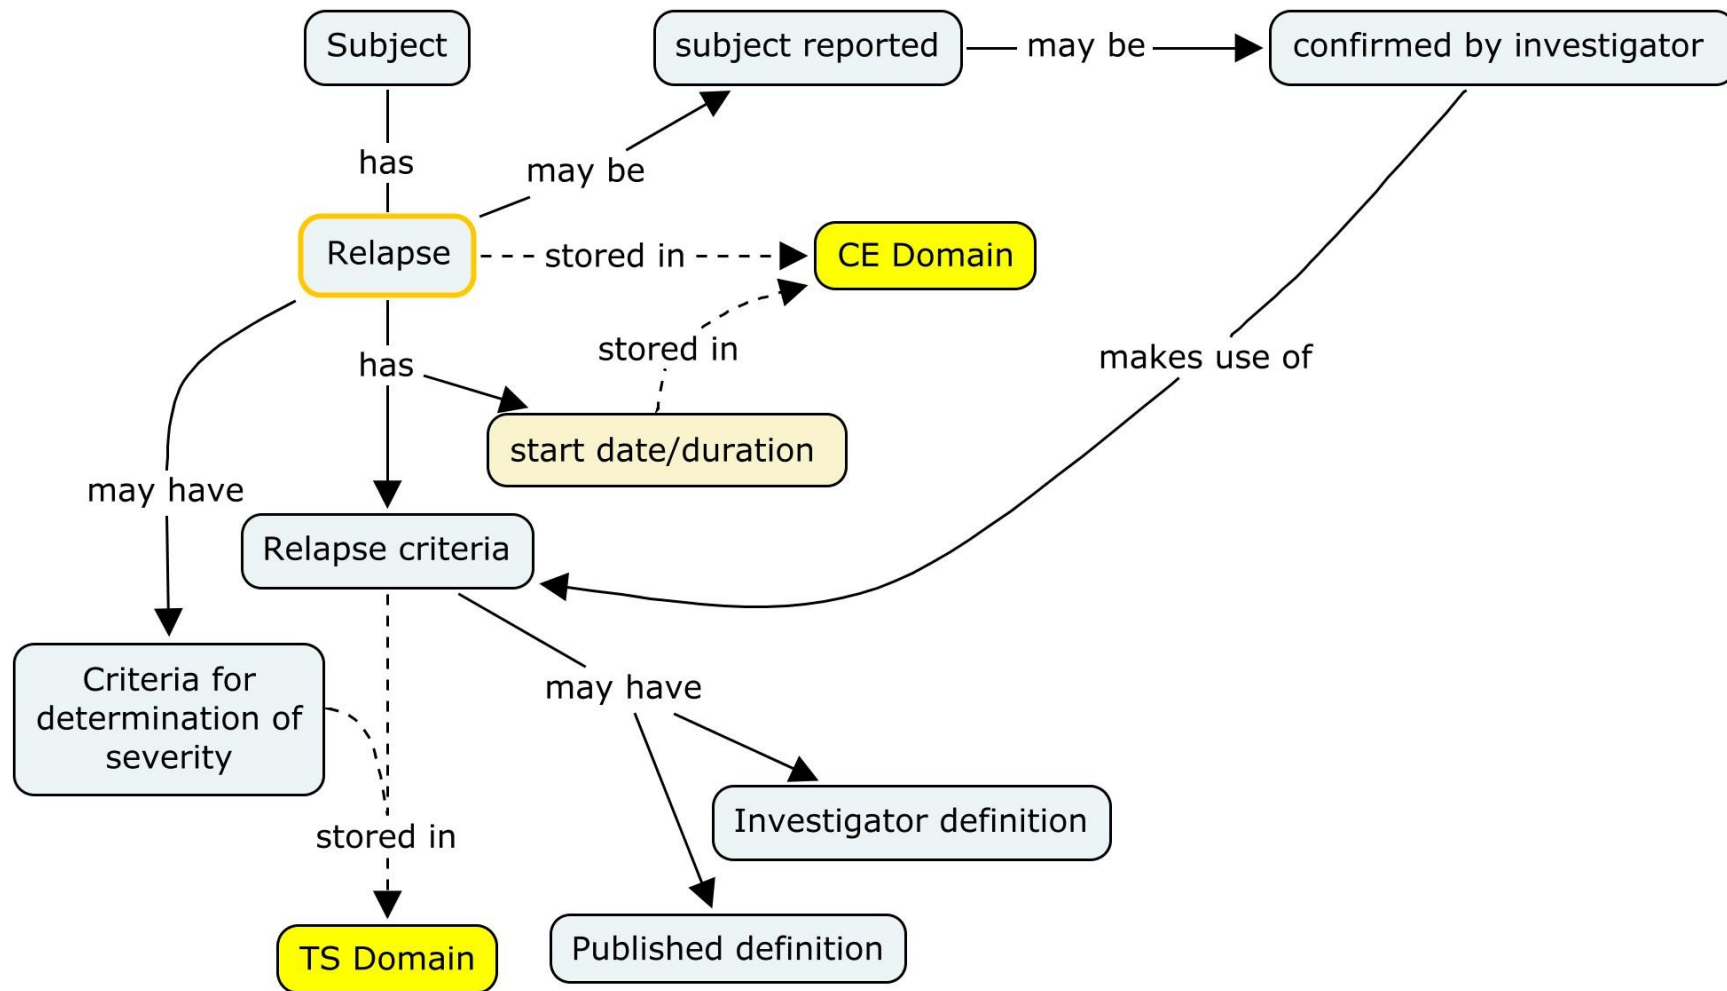 Subject
subject reported
may be
confirmed by investigator
has
may be
Relapse
stored in
CE Domain
stored in
makes use of
has
start date/duration
may have
Relapse criteria
Criteria for
determination of
severity
may have
Investigator definition
stored in
Published definition
TS Domain